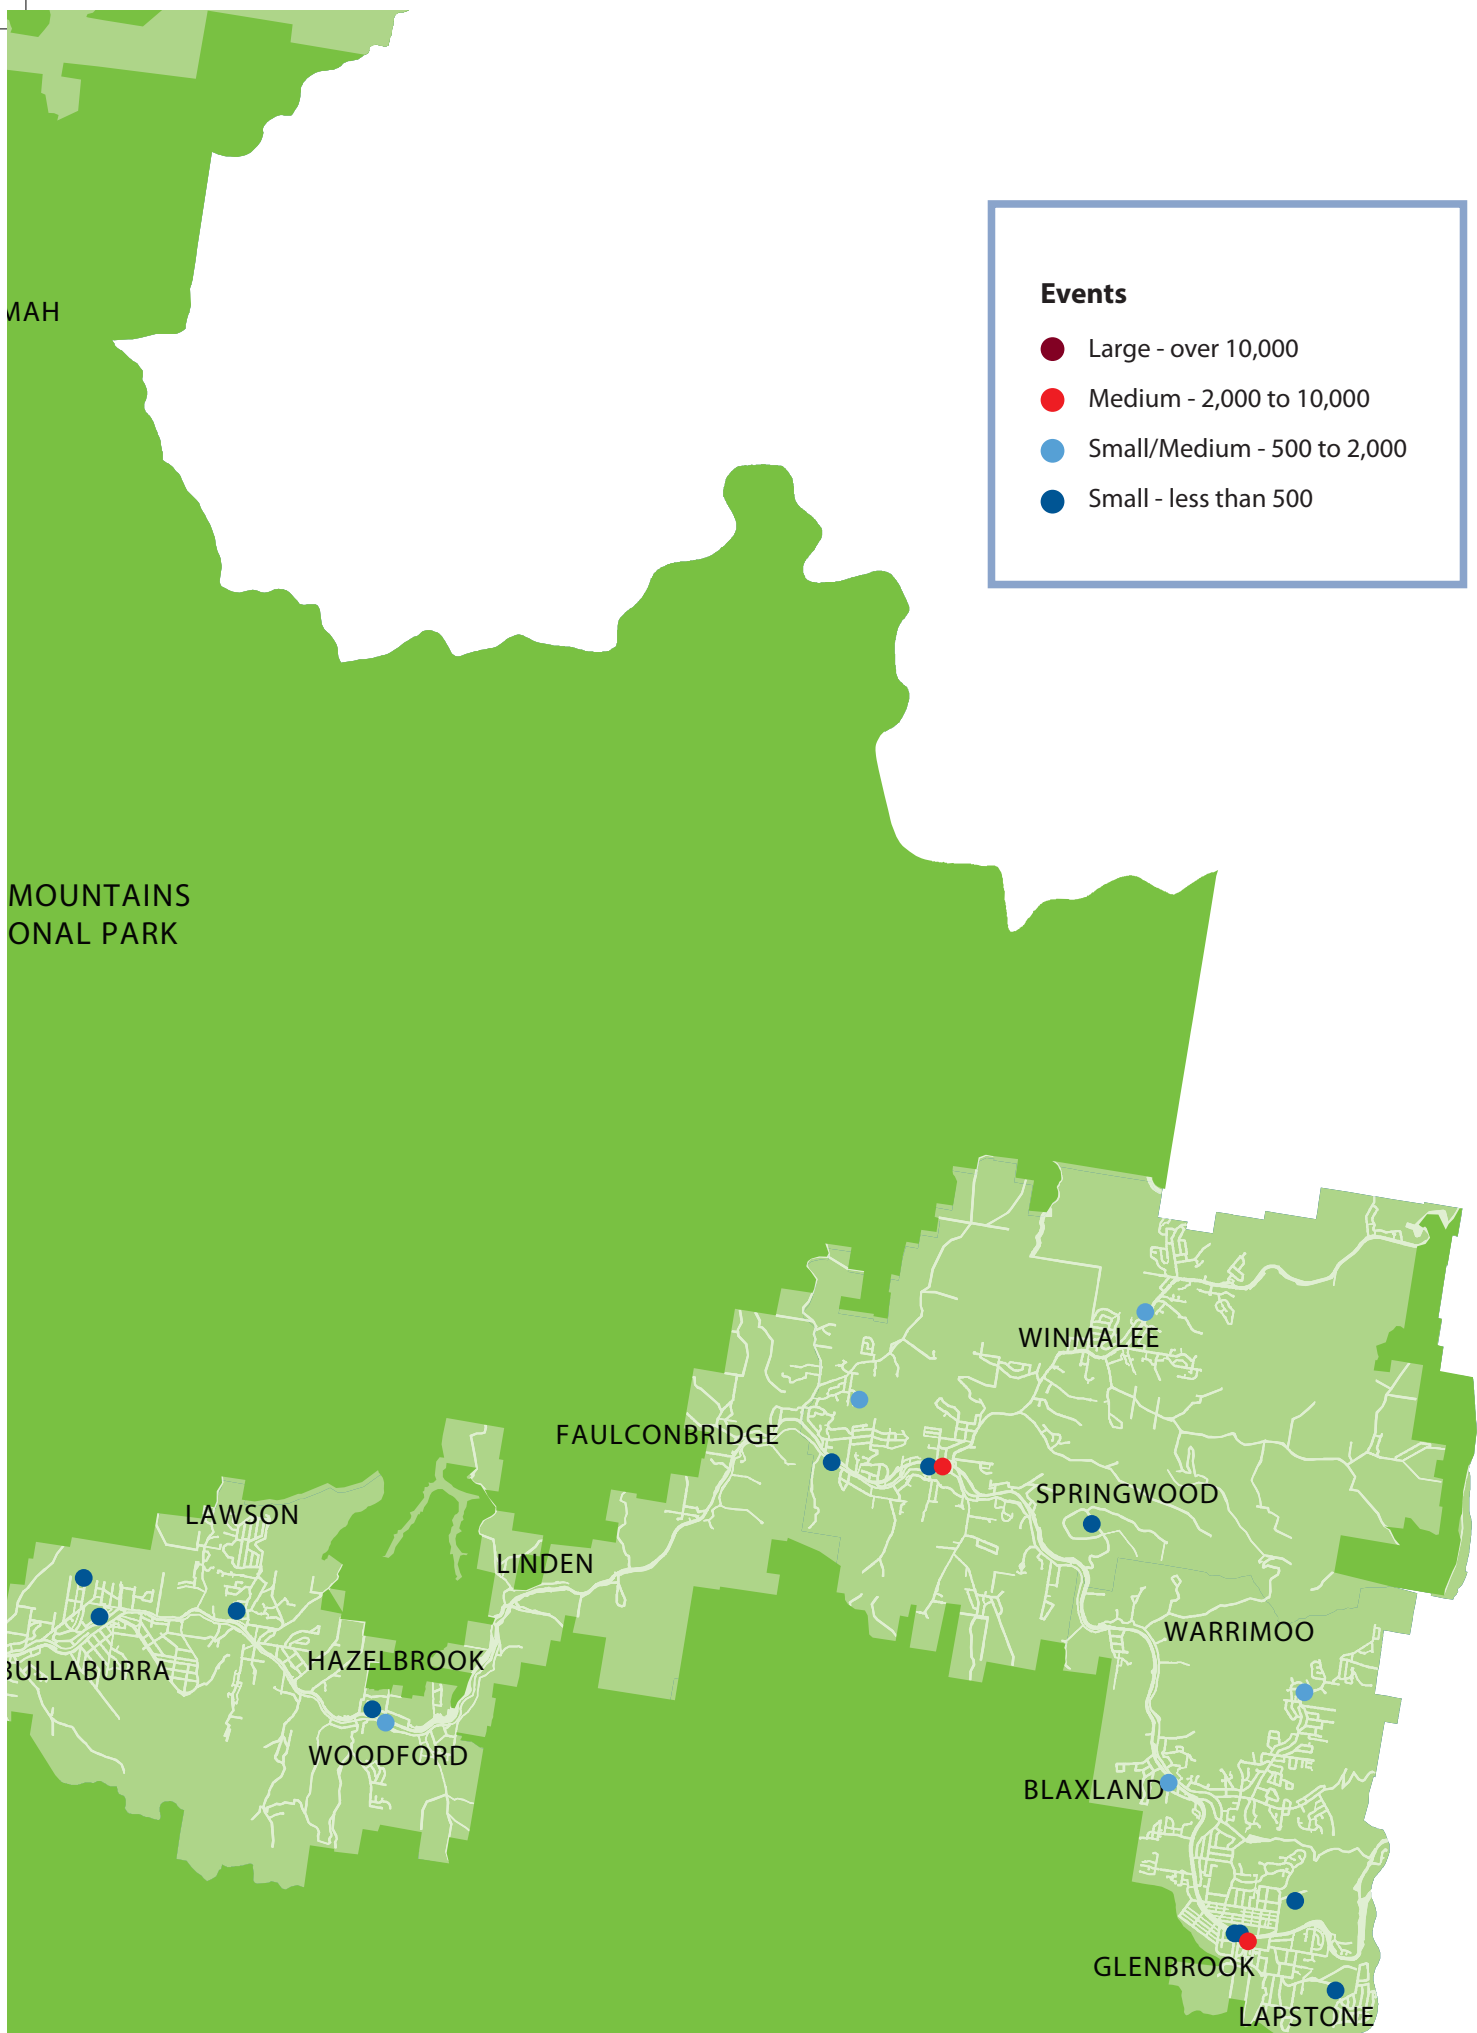 Events
Large - over 10,000
MAH
Medium - 2,000 to 10,000
Small/Medium - 500 to 2,000
Small - less than 500
MOUNTAINS
ONAL PARK
WINMALEE
FAULCONBRIDGE
SPRINGWOOD
LAWSON
LINDEN
WARRIMOO
HAZELBROOK
BULLABURRA
WOODFORD
BLAXLAND
GLENBROOK
LAPSTONE